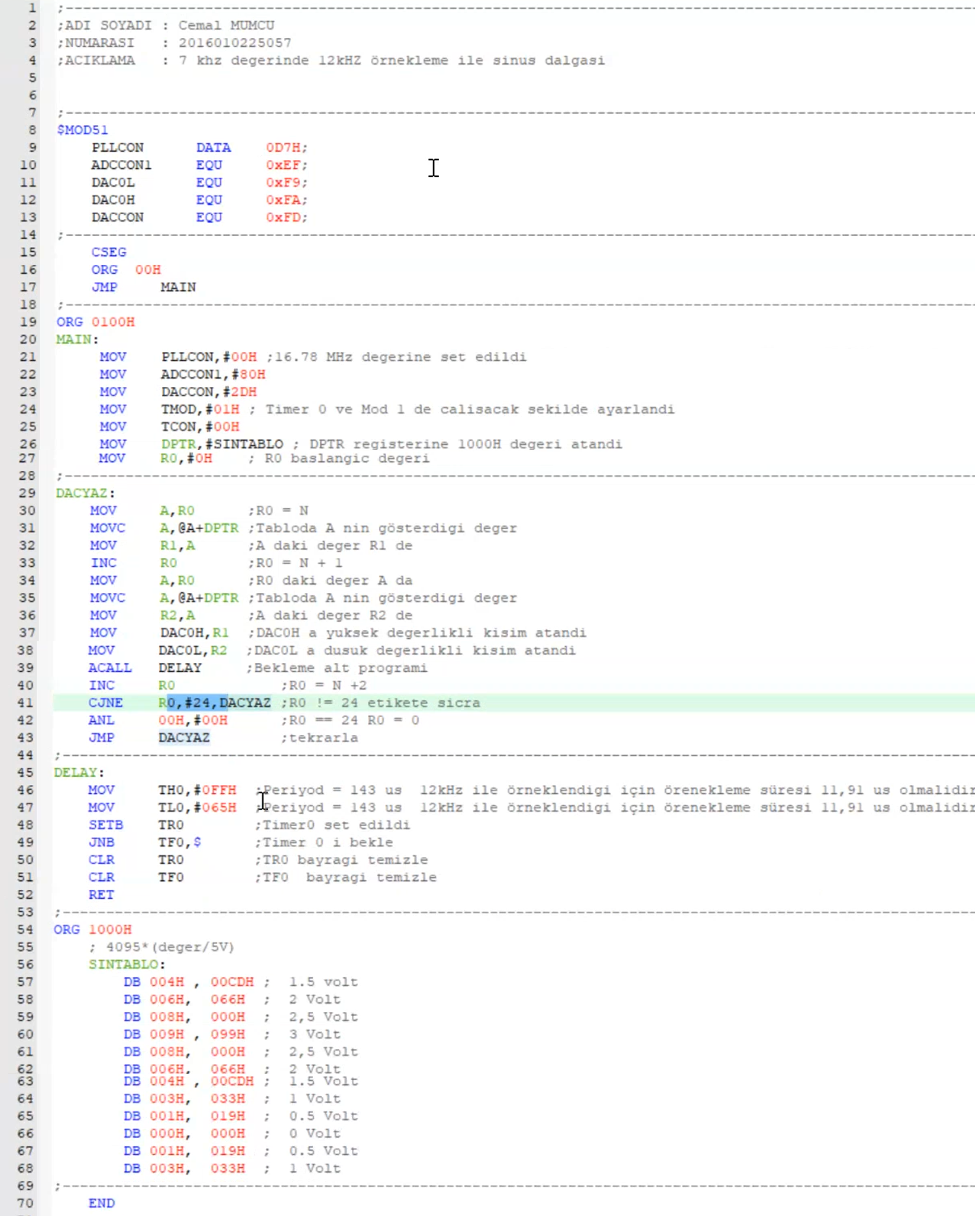 1 ;--------------------------------------------------------------
2 ;ADI SOYADI : Cemal MUMCU
3 ;NUMARASI : 2016010225057
4 ;ACIKLAMA : 7 khz degerinde 12kHZ örnekleme ile sinus dalgasi
5
6
7 ;--------------------------------------------------------------
8 $MOD51
9 PLLCON DATA 0D7H;
10 ADCCON1 EQU 0xEF;
11 DAC0L EQU 0xF9;
12 DAC0H EQU 0xFA;
13 DACCON EQU 0xFD;
14 ;--------------------------------------------------------------
15 CSEG
16 ORG 00H
17 JMP MAIN
18 ;--------------------------------------------------------------
19 ORG 0100H
20 MAIN:
21 MOV PLLCON,#00H ;16.78 MHz degerine set edildi
22 MOV ADCCON1,#80H
23 MOV DACCON,#2DH
24 MOV TMOD,#01H ; Timer 0 ve Mod 1 de calisacak sekilde ayarlandi
25 MOV TCON,#00H
26 MOV DPTR,#SINTABLO ; DPTR registerine 1000H degeri atandi
27 MOV R0,#0H ; R0 baslangic degeri
28 ;--------------------------------------------------------------
29 DACYAZ:
30 MOV A,R0 ;R0 = N
31 MOVC A,@A+DPTR ;Tabloda A nin gösterdigi deger
32 MOV R1,A ;A daki deger R1 de
33 INC R0 ;R0 = N + 1
34 MOV A,R0 ;R0 daki deger A da
35 MOVC A,@A+DPTR ;Tabloda A nin gösterdigi deger
36 MOV R2,A ;A daki deger R2 de
37 MOV DAC0H,R1 ;DAC0H a yuksek degerlikli kisim atandi
38 MOV DAC0L,R2 ;DAC0L a dusuk degerlikli kisim atandi
39 ACALL DELAY ;Bekleme alt programi
40 INC R0 ;R0 = N +2
41 CJNE R0,#24,DACYAZ ;R0 != 24 etikete sicra
42 ANL 00H,#00H ;R0 == 24 R0 = 0
43 JMP DACYAZ ;tekrarla
44 ;--------------------------------------------------------------
45 DELAY:
46 MOV TH0,#0FFH ;Periyod = 143 us 12kHz ile örneklendigi için örenekleme süresi 11,91 us olmalidir
47 MOV TL0,#065H ;Periyod = 143 us 12kHz ile örneklendigi için örenekleme süresi 11,91 us olmalidir
48 SETB TR0 ;Timer0 set edildi
49 JNB TF0,$ ;Timer 0 i bekle
50 CLR TR0 ;TR0 bayragi temizle
51 CLR TF0 ;TF0 bayragi temizle
52 RET
53 ;--------------------------------------------------------------
54 ORG 1000H
55 ; 4095*(deger/5V)
56 SINTABLO:
57 DB 004H , 00CDH ; 1.5 volt
58 DB 006H, 066H ; 2 Volt
59 DB 008H, 000H ; 2,5 Volt
60 DB 009H , 099H ; 3 Volt
61 DB 008H, 000H ; 2,5 Volt
62 DB 006H, 066H ; 2 Volt
63 DB 004H , 00CDH ; 1.5 Volt
64 DB 003H, 033H ; 1 Volt
65 DB 001H, 019H ; 0.5 Volt
66 DB 000H, 000H ; 0 Volt
67 DB 001H, 019H ; 0.5 Volt
68 DB 003H, 033H ; 1 Volt
69 ;--------------------------------------------------------------
70 END